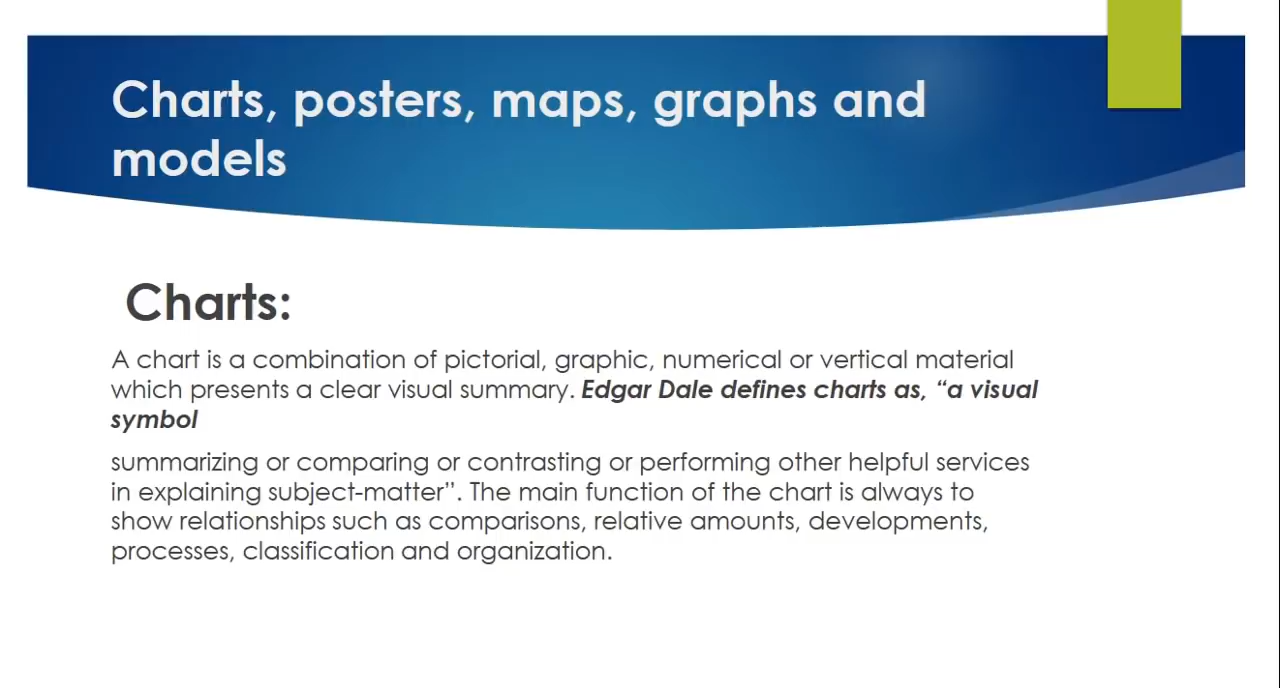 Charts, posters, maps, graphs and
models
Charts:
A chart is a combination of pictorial, graphic, numerical or vertical material
which presents a clear visual summary. Edgar Dale defines charts as, “a visual
symbol
summarizing or comparing or contrasting or performing other helpful services
in explaining subject-matter”. The main function of the chart is always to
show relationships such as comparisons, relative amounts, developments,
processes, classification and organization.